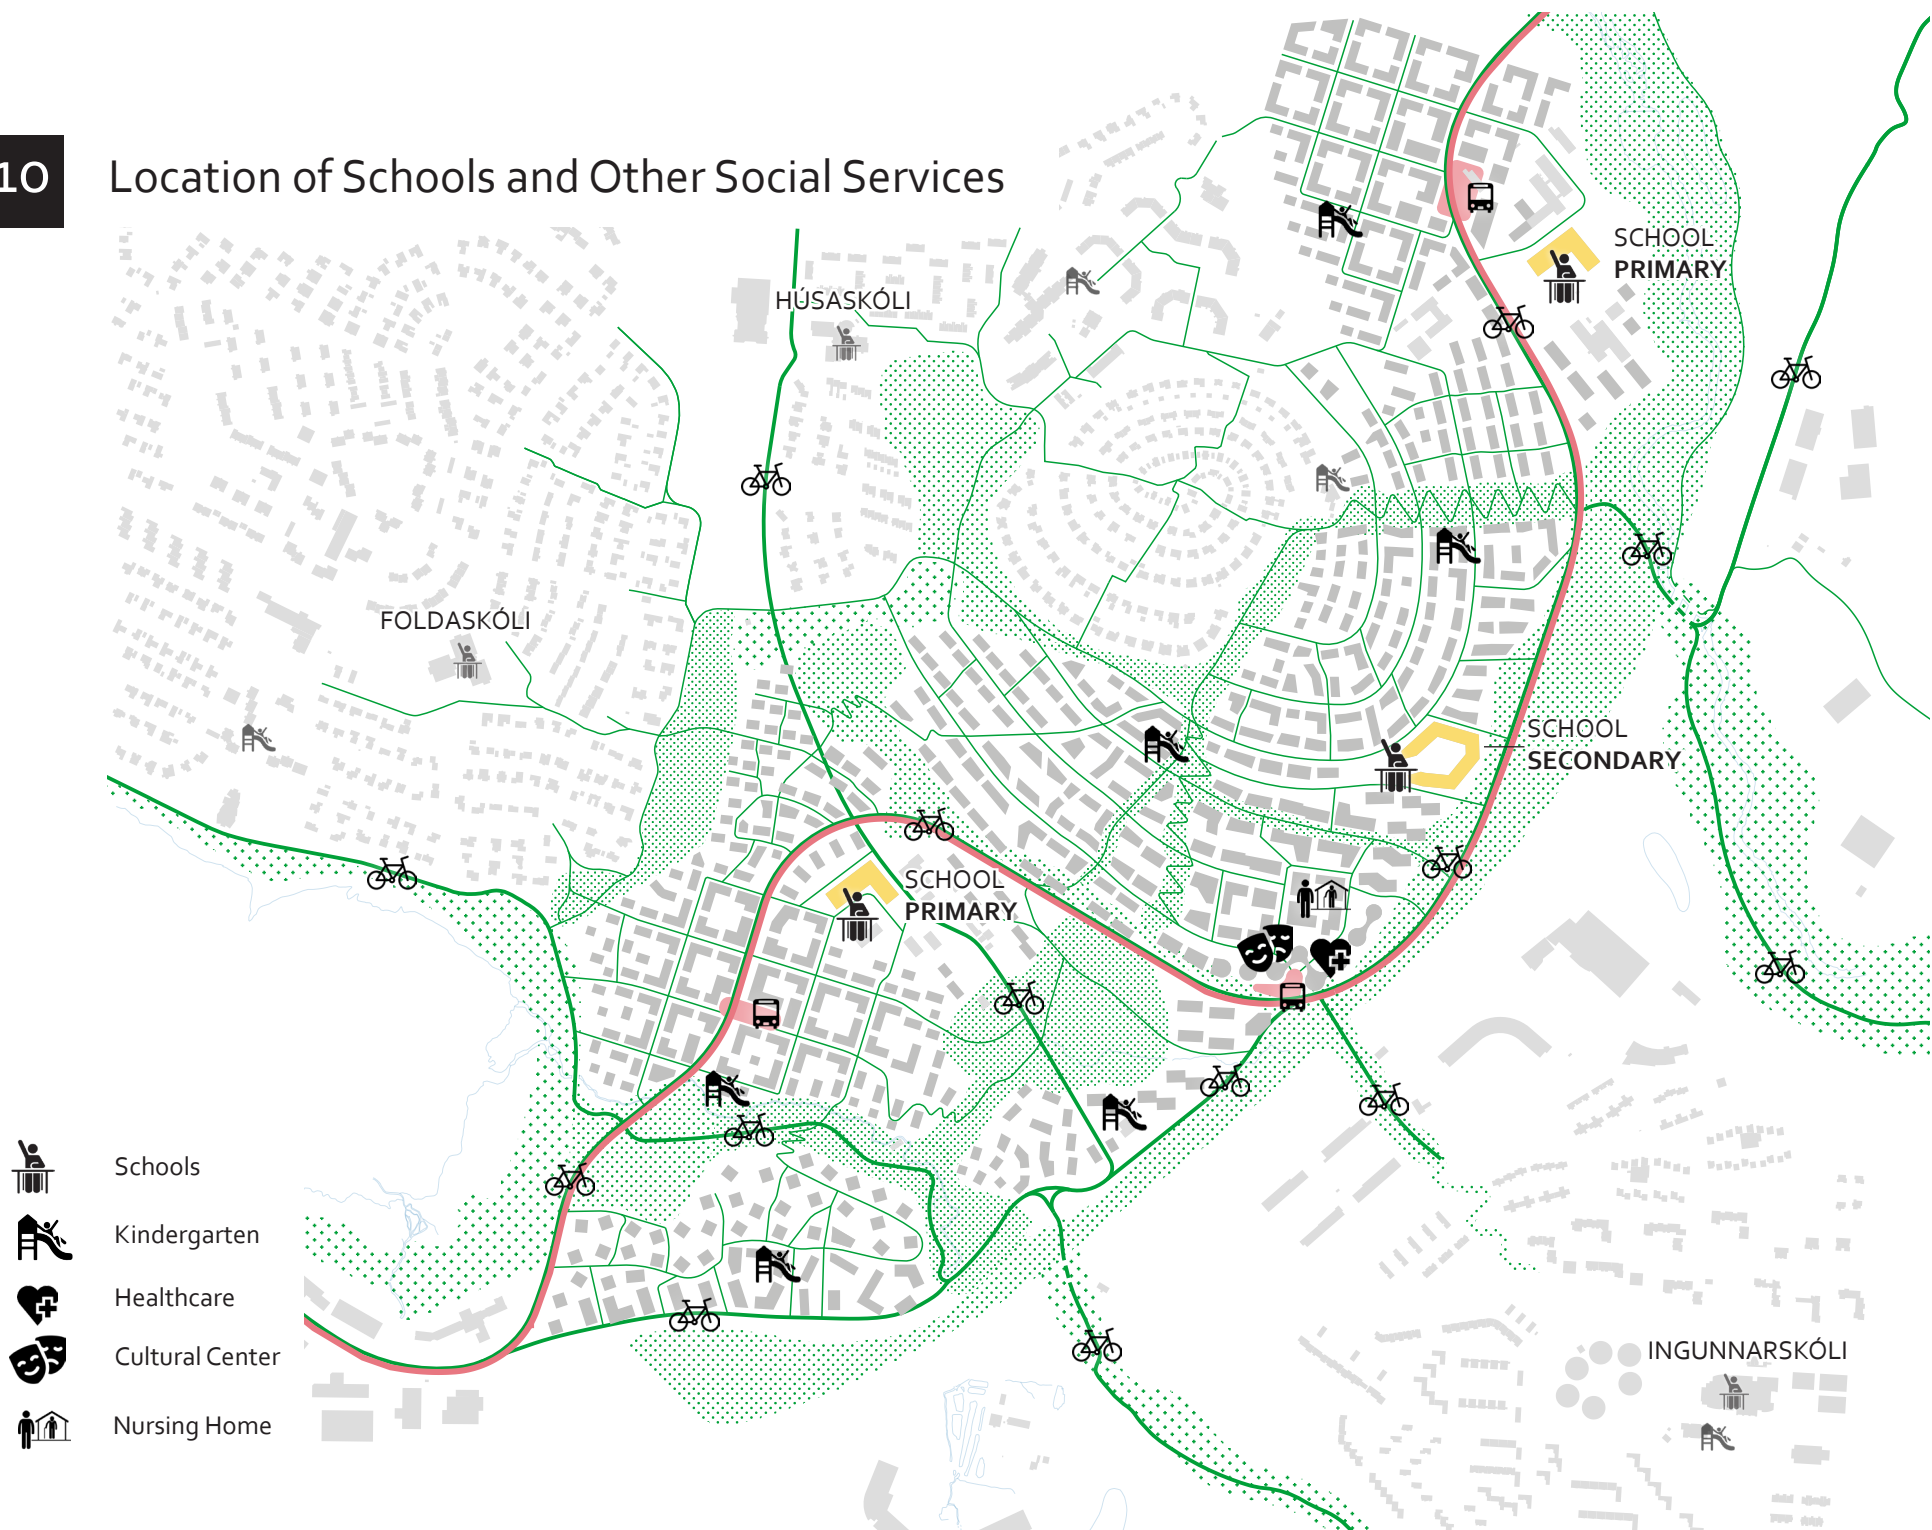 10
Location of Schools and Other Social Services
SCHOOL
PRIMARY
HÚSASKÓLI
FOLDASKÓLI
SCHOOL
SECONDARY
SCHOOL
PRIMARY
Schools
Kindergarten
Healthcare
Cultural Center
Nursing Home
INGUNNARSKÓLI